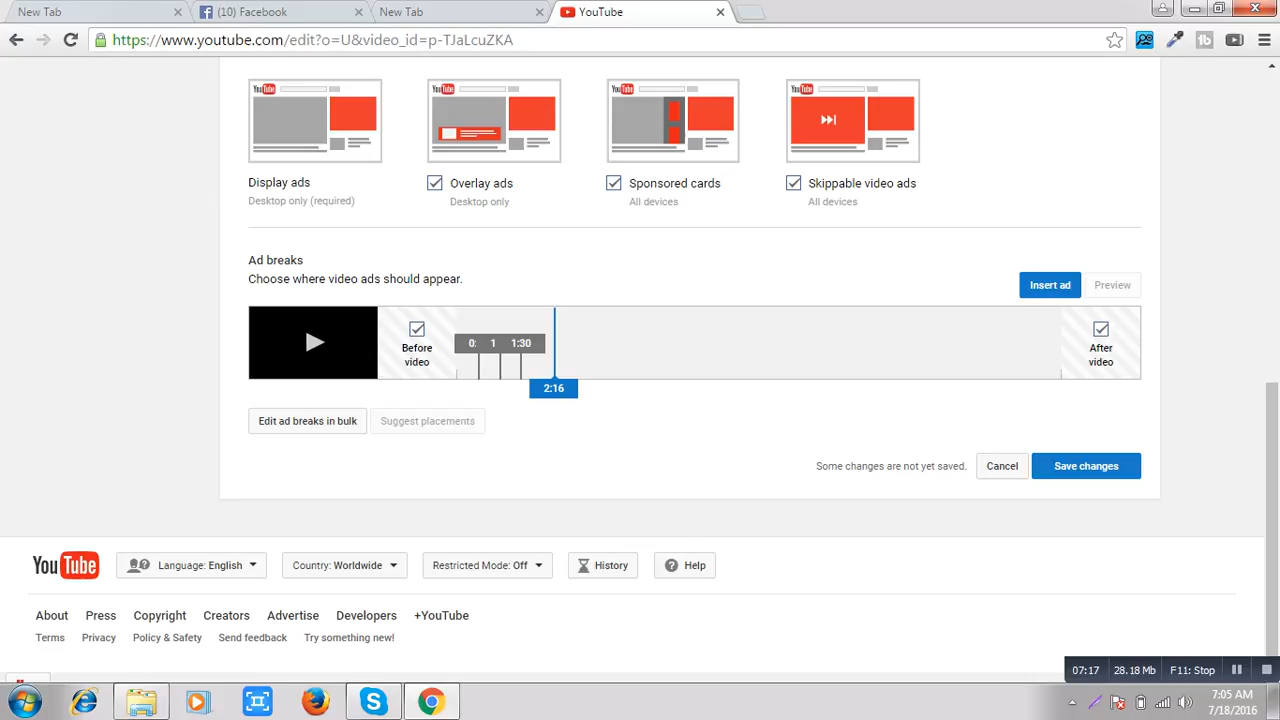 New Tab
(10) Facebook
New Tab
YouTube
https://www.youtube.com/edit?o=U&video_id=p-TJaLcuZKA
Display ads
Desktop only (required)
Overlay ads
Desktop only
Sponsored cards
All devices
Skippable video ads
All devices
Ad breaks
Choose where video ads should appear.
Insert ad
Preview
Before
video
0:
1
1:30
2:16
After
video
Edit ad breaks in bulk
Suggest placements
Some changes are not yet saved.
Cancel
Save changes
YouTube
Language: English
Country: Worldwide
Restricted Mode: Off
History
Help
About
Press
Copyright
Creators
Advertise
Developers
+YouTube
Terms
Privacy
Policy & Safety
Send feedback
Try something new!
07:17
28.18 Mb
F11: Stop
7:05 AM
7/18/2016